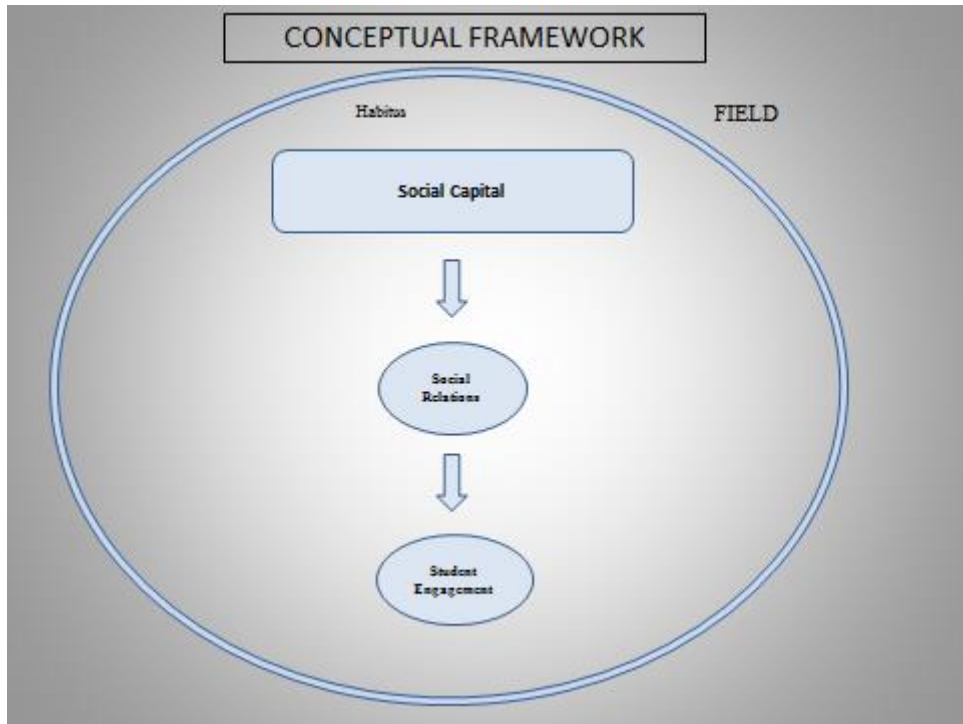 CONCEPTUAL FRAMEWORK
Habitus
FIELD
Social Capital
Social
Relations
Student
Engagement